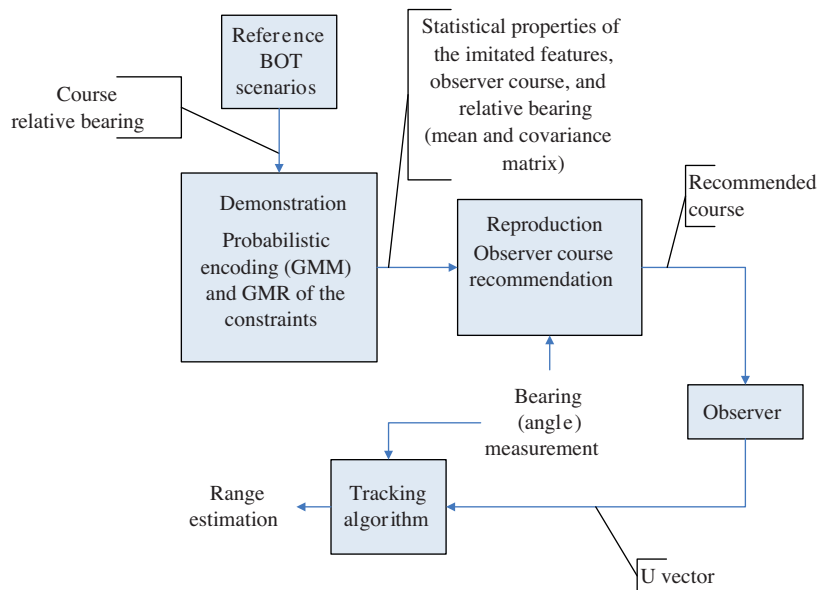 Reference
BOT
scenarios
Course
relative bearing
Statistical properties of
the imitated features,
observer course, and
relative bearing
(mean and covariance
matrix)
Demonstration
Probabilistic
encoding (GMM)
and GMR of the
constraints
Reproduction
Observer course
recommendation
Recommended
course
Bearing
(angle)
measurement
Observer
Range
estimation
Tracking
algorithm
U vector